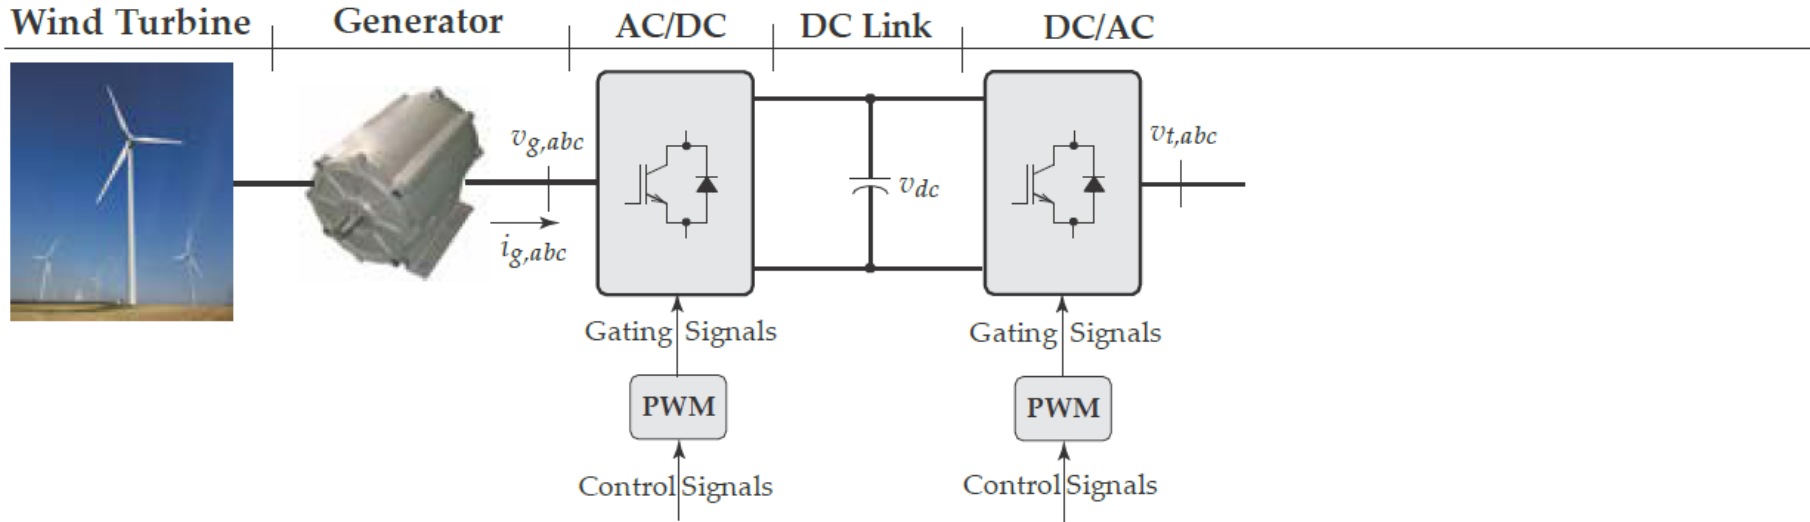 Wind Turbine
Generator
AC/DC
DC Link
DC/AC
v_{g,abc}
i_{g,abc}
v_{dc}
v_{t,abc}
Gating Signals
Gating Signals
PWM
PWM
Control Signals
Control Signals